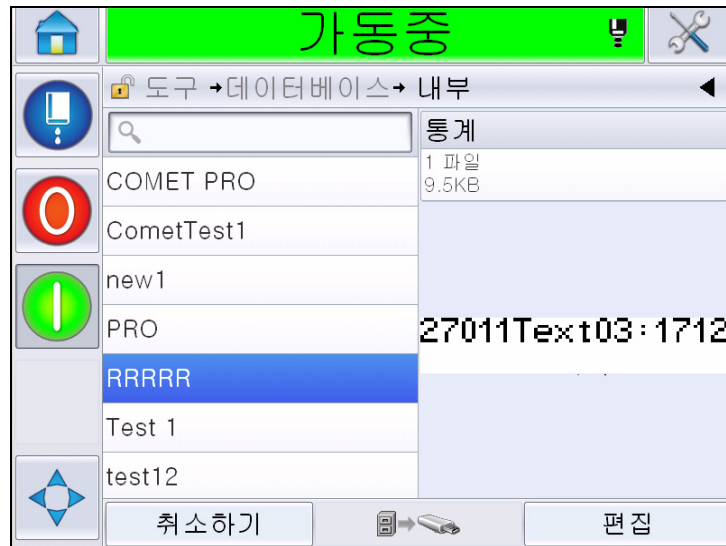 가동중
도구 →데이터베이스→ 내부
통계
1 파일
9.5KB
COMET PRO
CometTest1
new1
PRO
27011Text03:1712
RRRRR
Test 1
test12
취소하기
편집